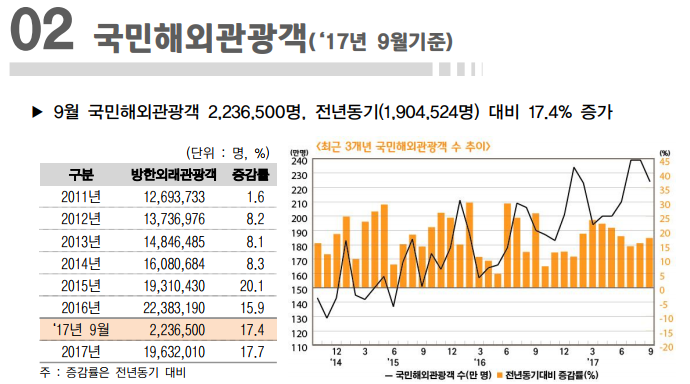 02 국민해외관광객(‘17년 9월기준)
▶ 9월 국민해외관광객 2,236,500명, 전년동기(1,904,524명) 대비 17.4% 증가
(단위 : 명, %)
구분 방한외래관광객 증감률
2011년 12,693,733 1.6
2012년 13,736,976 8.2
2013년 14,846,485 8.1
2014년 16,080,684 8.3
2015년 19,310,430 20.1
2016년 22,383,190 15.9
‘17년 9월 2,236,500 17.4
2017년 19,632,010 17.7
주 : 증감률은 전년동기 대비
(만명) <최근 3개년 국민해외관광객 수 추이> (%)
240 45
230 40
220 35
210 30
200 25
190 20
180 15
170 10
160 5
150 0
140 -5
130 -10
120 -15
110 -20
12 3 6 9 12 3 6 9 12 3 6 9
'14 '15 '16 '17
국민해외관광객 수(만 명) 전년동기대비 증감률(%)